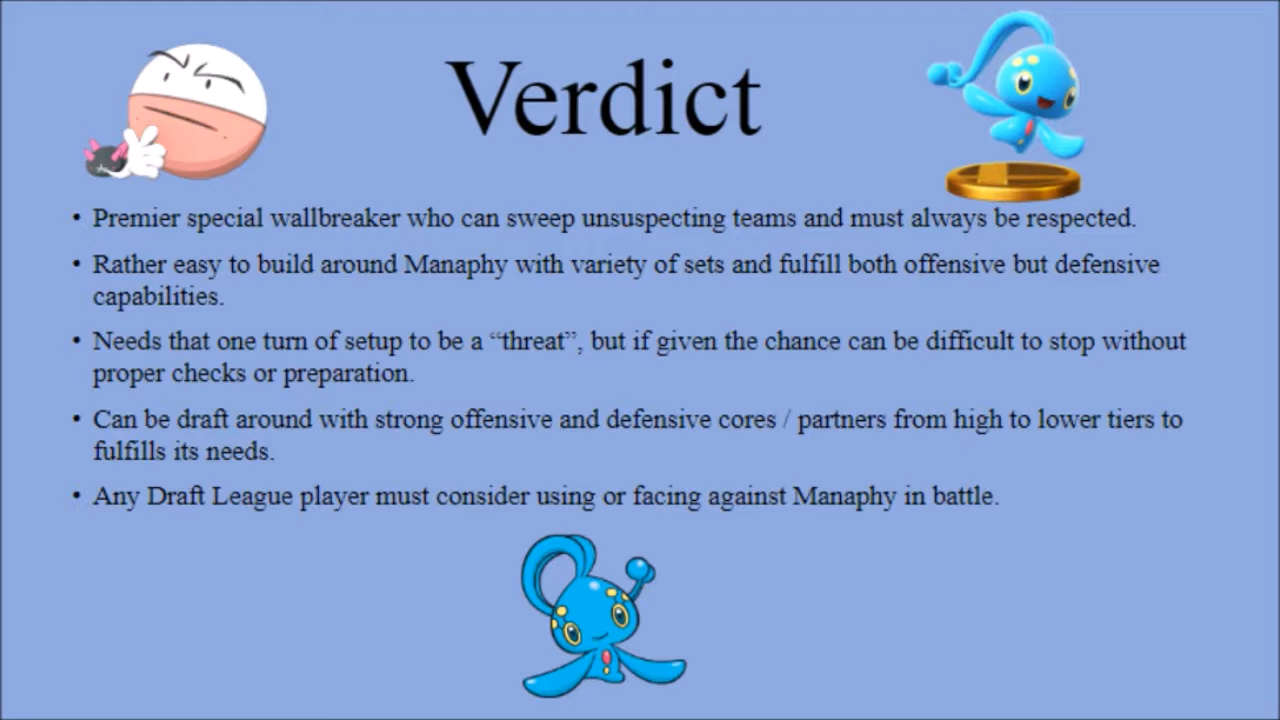 Verdict
• Premier special wallbreaker who can sweep unsuspecting teams and must always be respected.
• Rather easy to build around Manaphy with variety of sets and fulfill both offensive but defensive
capabilities.
• Needs that one turn of setup to be a “threat”, but if given the chance can be difficult to stop without
proper checks or preparation.
• Can be draft around with strong offensive and defensive cores / partners from high to lower tiers to
fulfills its needs.
• Any Draft League player must consider using or facing against Manaphy in battle.